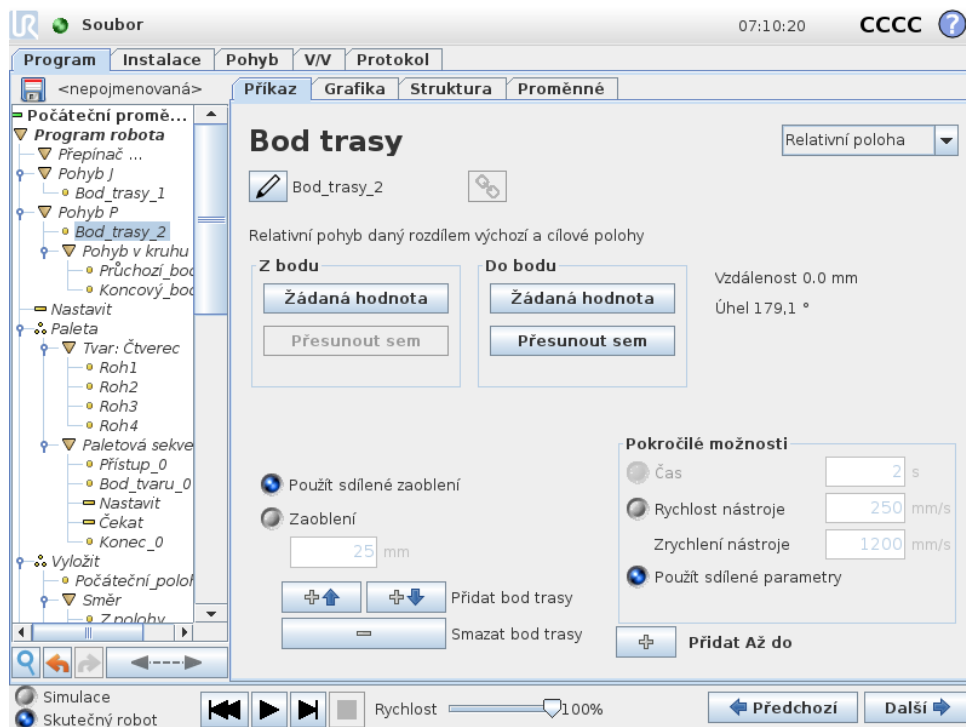 UR Soubor 07:10:20 CCCC ?
Program Instalace Pohyb V/V Protokol
<nepojmenovaná> Příkaz Grafika Struktura Proměnné
Počáteční promě...
Program robota
Přepínač ...
Pohyb J
Bod_trasy_1
Pohyb P
Bod_trasy_2
Pohyb v kruhu
Průchozí_bod
Koncový_bod
Nastavit
Paleta
Tvar: Čtverec
Roh1
Roh2
Roh3
Roh4
Paletová sekve
Přístup_0
Bod_tvaru_0
Nastavit
Čekat
Konec_0
Vyložit
Počáteční_poloh
Směr
Z polohy
Bod trasy
Relativní poloha
Bod_trasy_2
Relativní pohyb daný rozdílem výchozí a cílové polohy
Z bodu
Žádaná hodnota
Přesunout sem
Do bodu
Žádaná hodnota
Přesunout sem
Vzdálenost 0.0 mm
Úhel 179,1 °
Použít sdílené zaoblení
Zaoblení
25 mm
Přidat bod trasy
Smazat bod trasy
Pokročilé možnosti
Čas 2 s
Rychlost nástroje 250 mm/s
Zrychlení nástroje 1200 mm/s
Použít sdílené parametry
Přidat Až do
Simulace
Skutečný robot
Rychlost 100%
Předchozí Další